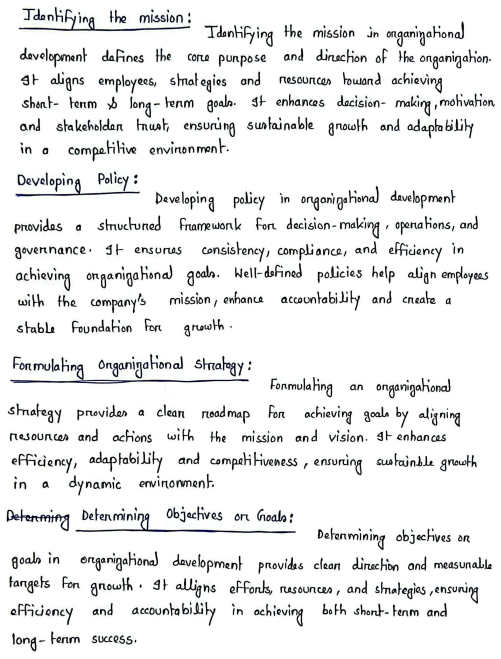 Identifying the mission:
Identifying the mission in organizational
development defines the core purpose and direction of the organization.
It aligns employees, strategies and resources toward achieving
short-term & long-term goals. It enhances decision-making, motivation
and stakeholder trust, ensuring sustainable growth and adaptability
in a competitive environment.
Developing Policy:
Developing policy in organizational development
provides a structured framework for decision-making, operations, and
governance. It ensures consistency, compliance, and efficiency in
achieving organizational goals. Well-defined policies help align employees
with the company's mission, enhance accountability and create a
stable foundation for growth.
Formulating Organizational Strategy:
Formulating an organizational
strategy provides a clear roadmap for achieving goals by aligning
resources and actions with the mission and vision. It enhances
efficiency, adaptability and competitiveness, ensuring sustainble growth
in a dynamic environment.
Determing Determining Objectives or Goals:
Determining objectives or
goals in organizational development provides clear direction and measurable
targets for growth. It alligns efforts, resources, and strategies, ensuring
efficiency and accountability in achieving both short-term and
long-term success.